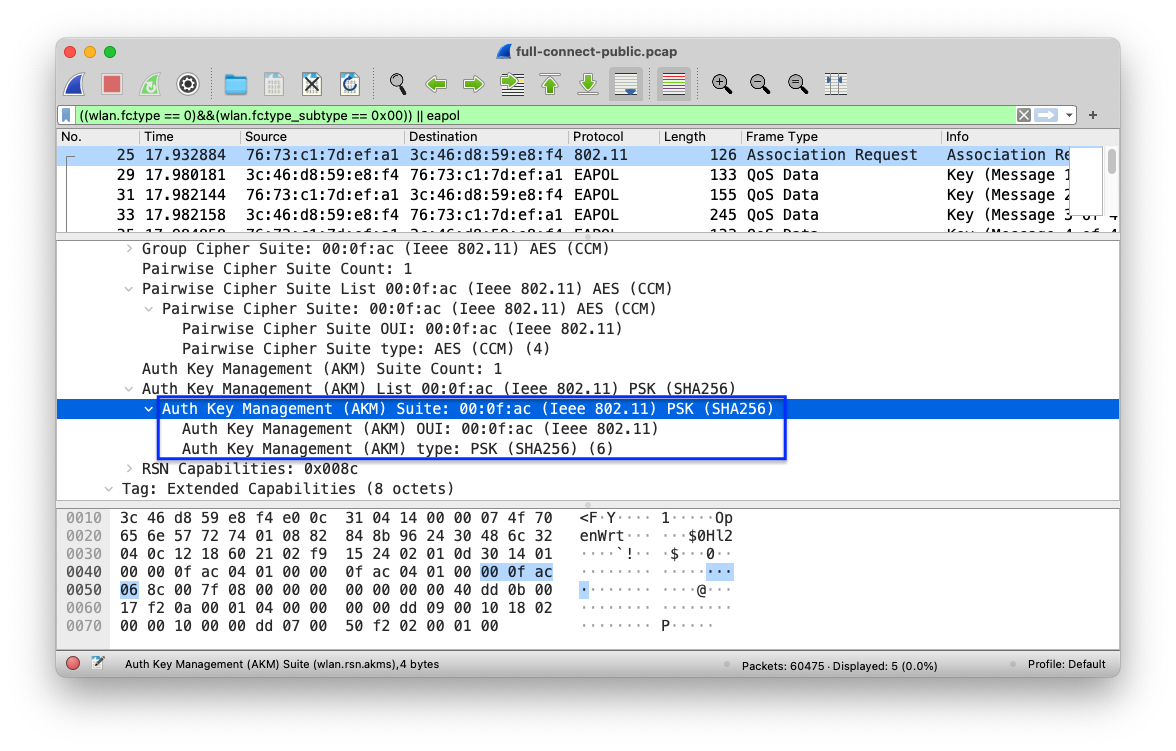 full-connect-public.pcap
((wlan.fc.type == 0)&&(wlan.fc.type_subtype == 0x00)) || eapol
+
No. Time Source Destination Protocol Length Frame Type Info
25 17.932884 76:73:c1:7d:ef:a1 3c:46:d8:59:e8:f4 802.11 126 Association Request Association Re
29 17.980181 3c:46:d8:59:e8:f4 76:73:c1:7d:ef:a1 EAPOL 133 QoS Data Key (Message 1
31 17.982144 76:73:c1:7d:ef:a1 3c:46:d8:59:e8:f4 EAPOL 155 QoS Data Key (Message 2
33 17.982158 3c:46:d8:59:e8:f4 76:73:c1:7d:ef:a1 EAPOL 245 QoS Data Key (Message 3 of 4
Group Cipher Suite: 00:0f:ac (Ieee 802.11) AES (CCM)
Pairwise Cipher Suite Count: 1
Pairwise Cipher Suite List 00:0f:ac (Ieee 802.11) AES (CCM)
Pairwise Cipher Suite: 00:0f:ac (Ieee 802.11) AES (CCM)
Pairwise Cipher Suite OUI: 00:0f:ac (Ieee 802.11)
Pairwise Cipher Suite type: AES (CCM) (4)
Auth Key Management (AKM) Suite Count: 1
Auth Key Management (AKM) List 00:0f:ac (Ieee 802.11) PSK (SHA256)
Auth Key Management (AKM) Suite: 00:0f:ac (Ieee 802.11) PSK (SHA256)
Auth Key Management (AKM) OUI: 00:0f:ac (Ieee 802.11)
Auth Key Management (AKM) type: PSK (SHA256) (6)
RSN Capabilities: 0x008c
Tag: Extended Capabilities (8 octets)
0010 3c 46 d8 59 e8 f4 e0 0c 31 04 14 00 00 07 4f 70 <F·Y···· 1·····Op
0020 65 6e 57 72 74 01 08 82 84 8b 96 24 30 48 6c 32 enWrt··· ···$0Hl2
0030 04 0c 12 18 60 21 02 f9 15 24 02 01 0d 30 14 01 ····`!·· ·$···0··
0040 00 00 0f ac 04 01 00 00 0f ac 04 01 00 00 0f ac ········ ········
0050 06 8c 00 7f 08 00 00 00 00 00 00 00 40 dd 0b 00 ········ ····@···
0060 17 f2 0a 00 01 04 00 00 00 00 dd 09 00 10 18 02 ········ ········
0070 00 00 10 00 00 dd 07 00 50 f2 02 00 01 00 ········ P·····
Auth Key Management (AKM) Suite (wlan.rsn.akms), 4 bytes Packets: 60475 · Displayed: 5 (0.0%) Profile: Default